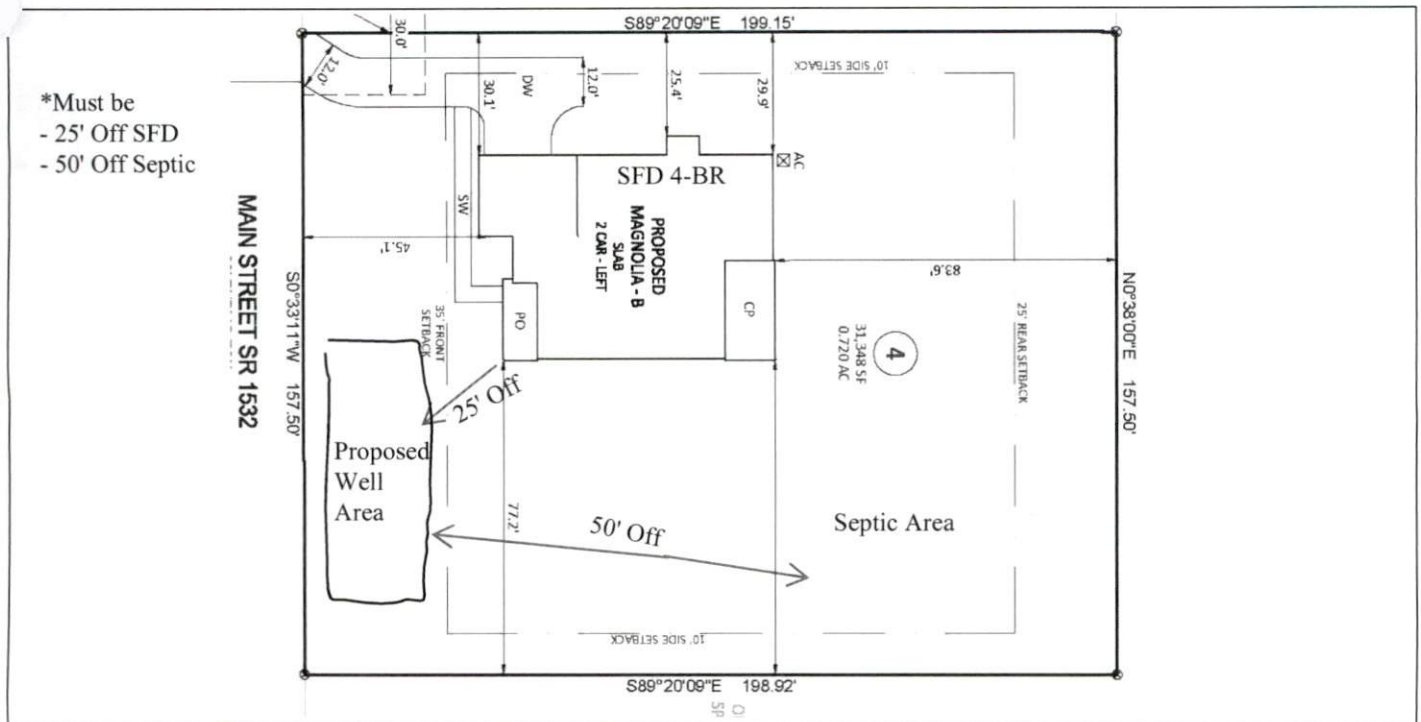 S89°20'09"E 199.15'
30.0'
12.0'
*Must be
- 25' Off SFD
- 50' Off Septic
10' SIDE SETBACK
DW
12.0'
30.1'
25.4'
29.9'
AC
SFD 4-BR
PROPOSED
MAGNOLIA - B
SLAB
2 CAR - LEFT
SW
45.1'
MAIN STREET SR 1532
S0°33'11"W 157.50'
35' FRONT
SETBACK
PO
CP
83.6'
4
31,348 SF
0.720 AC
25' REAR SETBACK
N0°38'00"E 157.50'
25' Off
Proposed
Well
Area
77.2'
50' Off
Septic Area
10' SIDE SETBACK
S89°20'09"E 198.92'